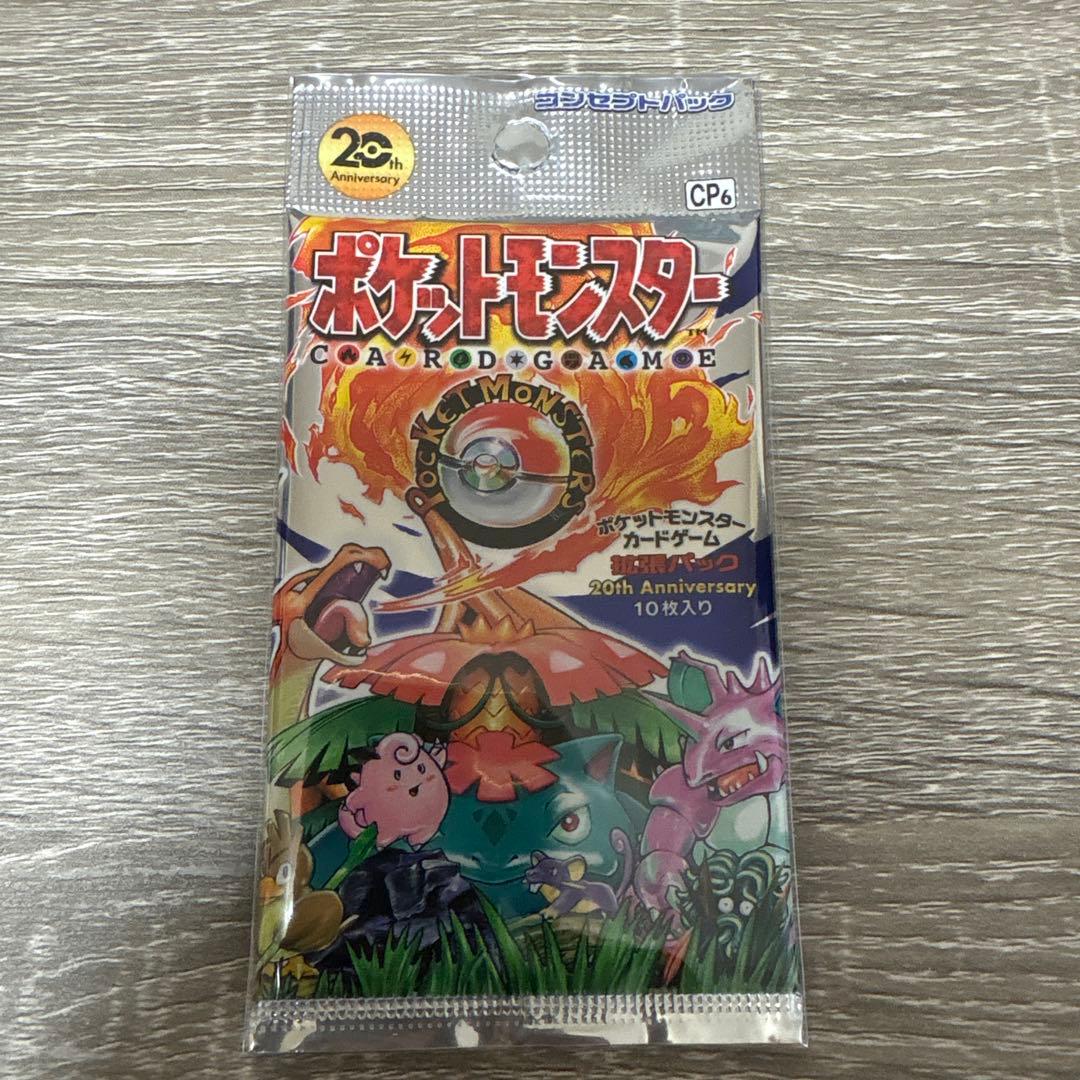 コンセプトパック
20th
Anniversary
CP6
ポケットモンスター
TM
CARDGAME
POCKET MONSTERS
ポケットモンスター
カードゲーム
拡張パック
20th Anniversary
10枚入り